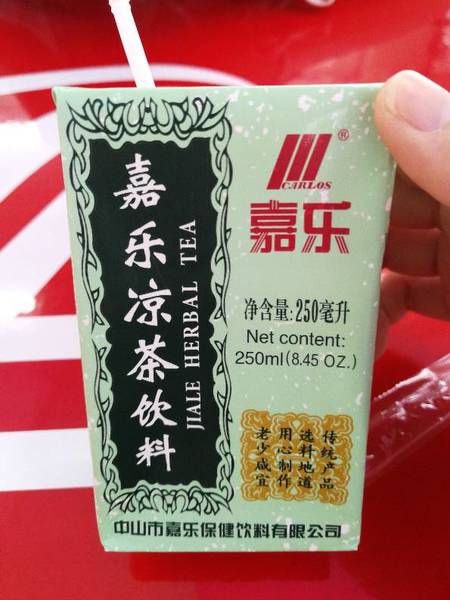 嘉乐凉茶饮料
JIALE HERBAL TEA
®
CARLOS
嘉乐
净含量:250毫升
Net content:
250ml(8.45 OZ.)
传统产品
选料地道
用心制作
老少咸宜
中山市嘉乐保健饮料有限公司